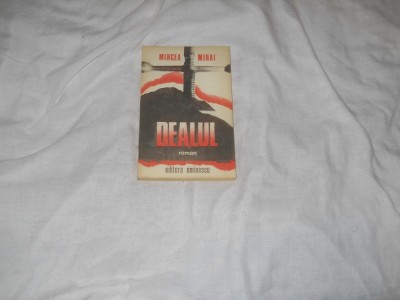 MIRCEA MIHAI
DEALUL
roman
editura eminescu